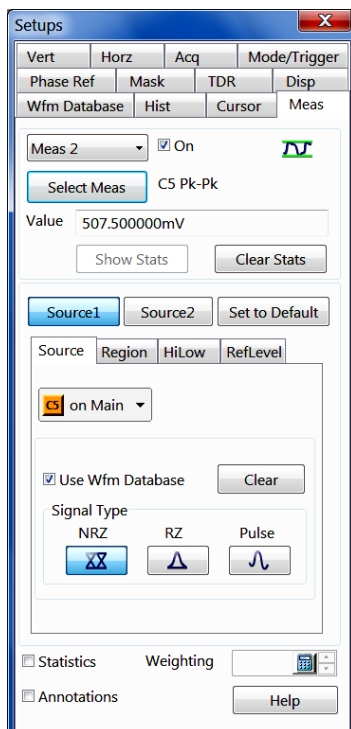 Setups
Vert Horz Acq Mode/Trigger
Phase Ref Mask TDR Disp
Wfm Database Hist Cursor Meas
Meas 2 On
Select Meas C5 Pk-Pk
Value 507.500000mV
Show Stats Clear Stats
Source1 Source2 Set to Default
Source Region HiLow RefLevel
C5 on Main
Use Wfm Database Clear
Signal Type
NRZ RZ Pulse
Statistics Weighting
Annotations Help